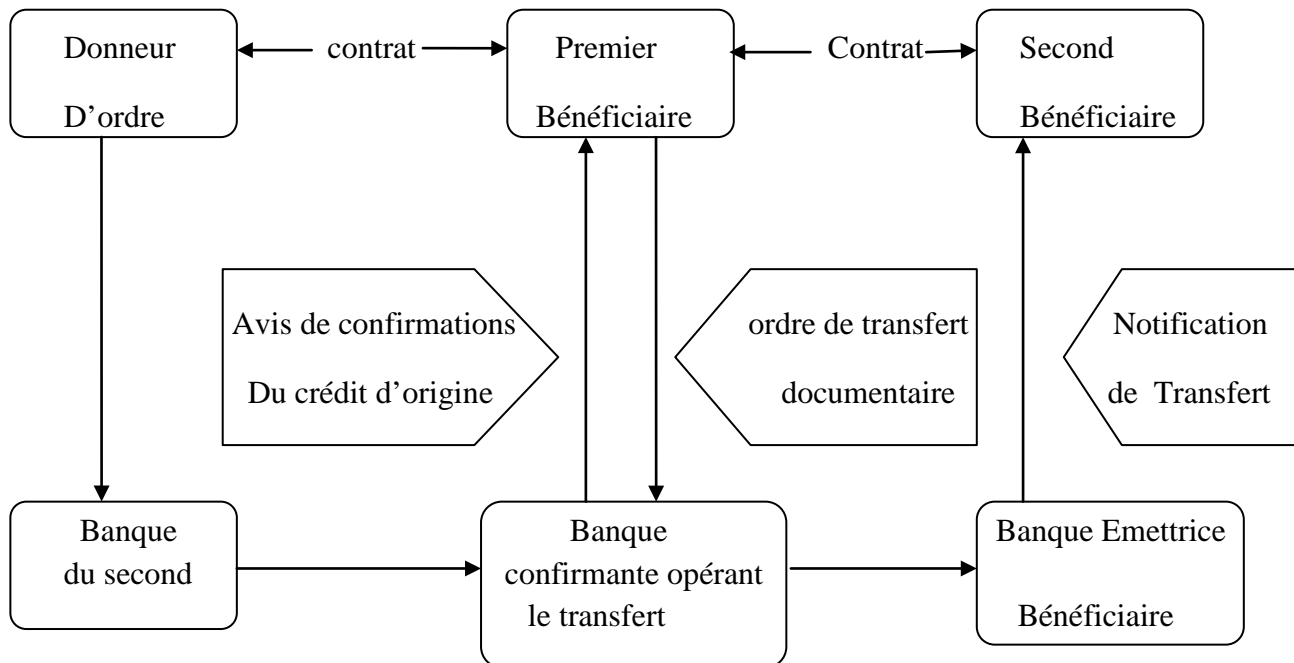 Donneur
D'ordre
contrat
Premier
Bénéficiaire
Contrat
Second
Bénéficiaire
Avis de confirmations
Du crédit d'origine
ordre de transfert
documentaire
Notification
de Transfert
Banque
du second
Banque
confirmante opérant
le transfert
Banque Emettrice
Bénéficiaire